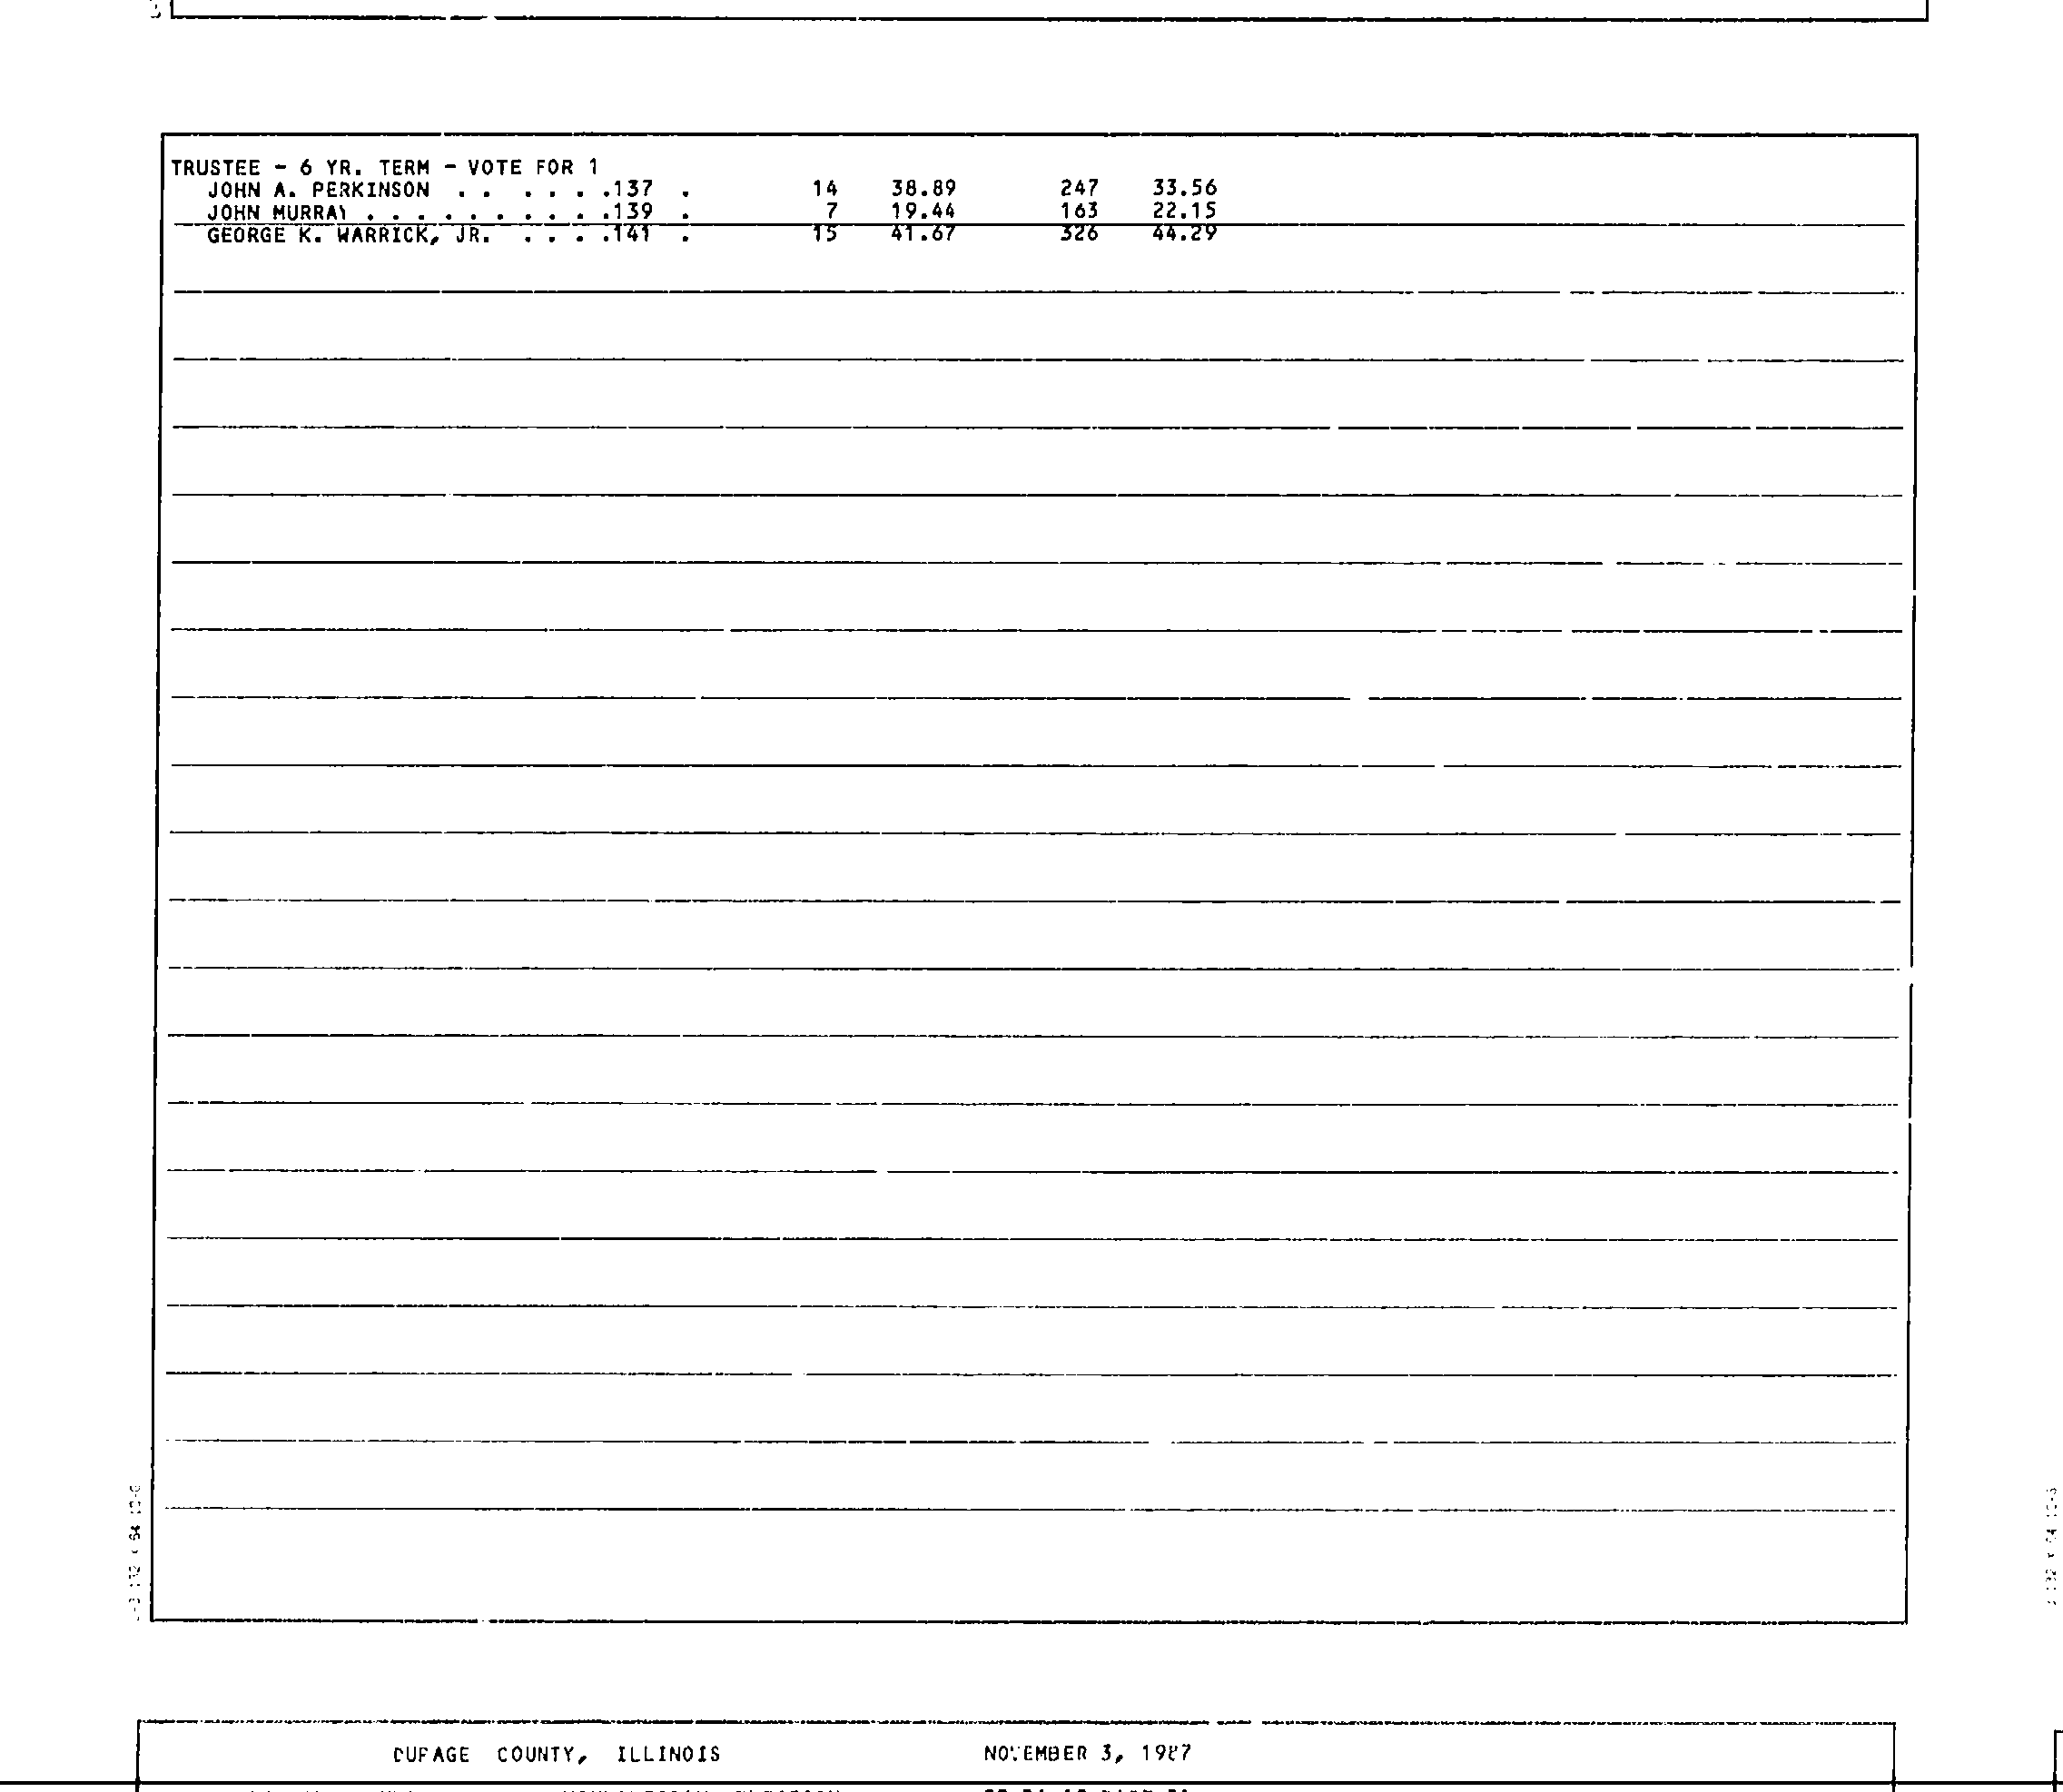 TRUSTEE - 6 YR. TERM - VOTE FOR 1
JOHN A. PERKINSON . . . . . .137 . 14 38.89 247 33.56
JOHN MURRAY . . . . . . . . . .139 . 7 19.44 163 22.15
GEORGE K. WARRICK, JR. . . . .141 . 15 41.67 326 44.29
DUPAGE COUNTY, ILLINOIS NOVEMBER 3, 1987